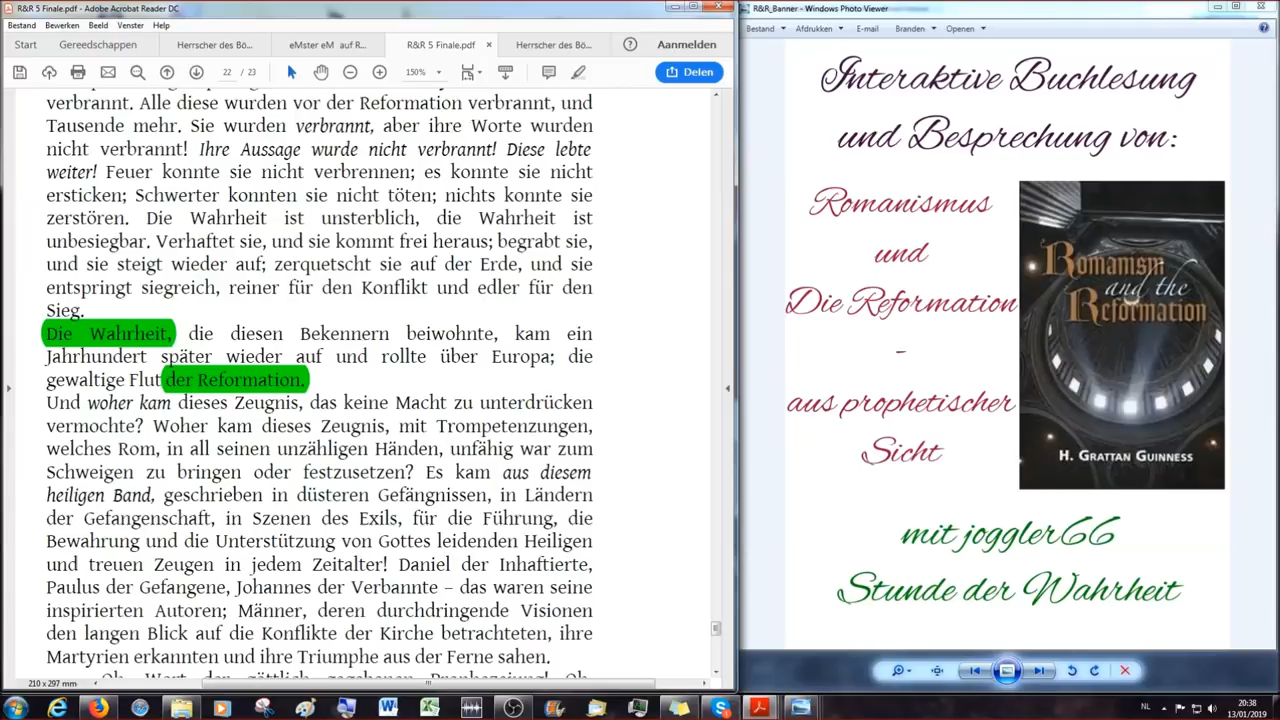 R&R 5 Finale.pdf - Adobe Acrobat Reader DC
Bestand Bewerken Beeld Venster Help
Start Gereedschappen Herrscher des Bö... eMster eM auf R... R&R 5 Finale.pdf × Herrscher des Bö... Aanmelden
22 / 23 150% Delen
verbrannt. Alle diese wurden vor der Reformation verbrannt, und
Tausende mehr. Sie wurden verbrannt, aber ihre Worte wurden
nicht verbrannt! Ihre Aussage wurde nicht verbrannt! Diese lebte
weiter! Feuer konnte sie nicht verbrennen; es konnte sie nicht
ersticken; Schwerter konnten sie nicht töten; nichts konnte sie
zerstören. Die Wahrheit ist unsterblich, die Wahrheit ist
unbesiegbar. Verhaftet sie, und sie kommt frei heraus; begrabt sie,
und sie steigt wieder auf; zerquetscht sie auf der Erde, und sie
entspringt siegreich, reiner für den Konflikt und edler für den
Sieg.
Die Wahrheit, die diesen Bekennern beiwohnte, kam ein
Jahrhundert später wieder auf und rollte über Europa; die
gewaltige Flut der Reformation.
Und woher kam dieses Zeugnis, das keine Macht zu unterdrücken
vermochte? Woher kam dieses Zeugnis, mit Trompetenzungen,
welches Rom, in all seinen unzähligen Händen, unfähig war zum
Schweigen zu bringen oder festzusetzen? Es kam aus diesem
heiligen Band, geschrieben in düsteren Gefängnissen, in Ländern
der Gefangenschaft, in Szenen des Exils, für die Führung, die
Bewahrung und die Unterstützung von Gottes leidenden Heiligen
und treuen Zeugen in jedem Zeitalter! Daniel der Inhaftierte,
Paulus der Gefangene, Johannes der Verbannte – das waren seine
inspirierten Autoren; Männer, deren durchdringende Visionen
den langen Blick auf die Konflikte der Kirche betrachteten, ihre
Martyrien erkannten und ihre Triumphe aus der Ferne sahen.
210 x 297 mm
R&R_Banner - Windows Photo Viewer
Bestand Afdrukken E-mail Branden Openen
Interaktive Buchlesung
und Besprechung von:
Romanismus
und
Die Reformation
-
aus prophetischer
Sicht
Romanism
and the
Reformation
H. GRATTAN GUINNESS
mit joggler66
Stunde der Wahrheit
NL
20:38
13/01/2019